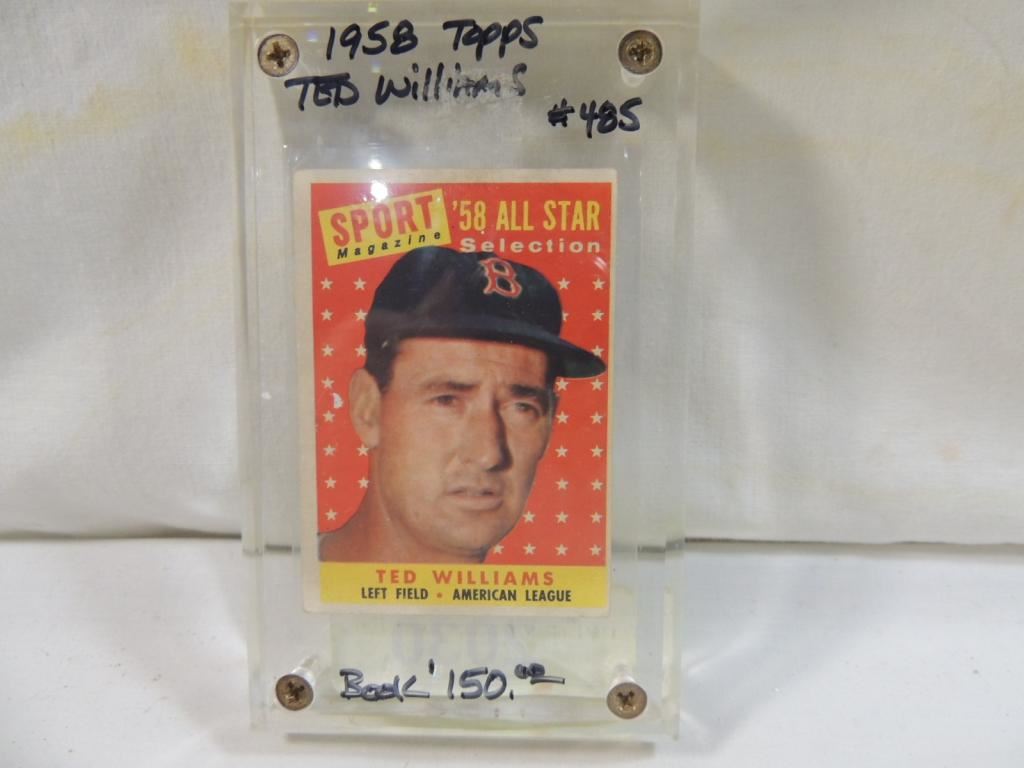 1958 Topps
TED Williams
#485
SPORT
Magazine
'58 ALL STAR
Selection
B
TED WILLIAMS
LEFT FIELD • AMERICAN LEAGUE
Book' 150.00